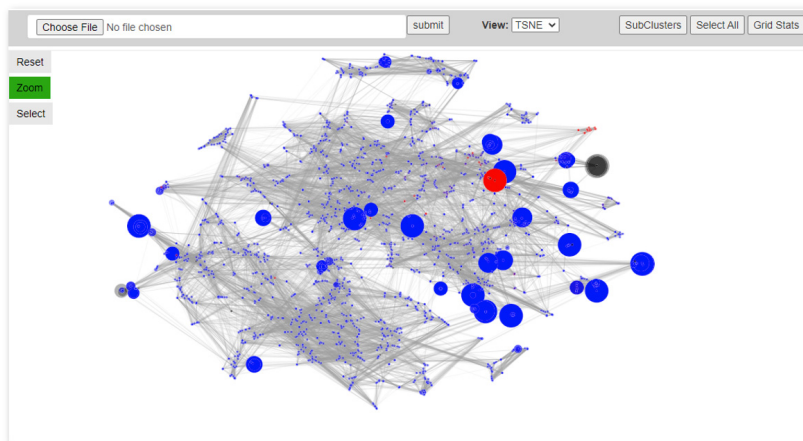 Choose File No file chosen submit View: TSNE SubClusters Select All Grid Stats
Reset
Zoom
Select